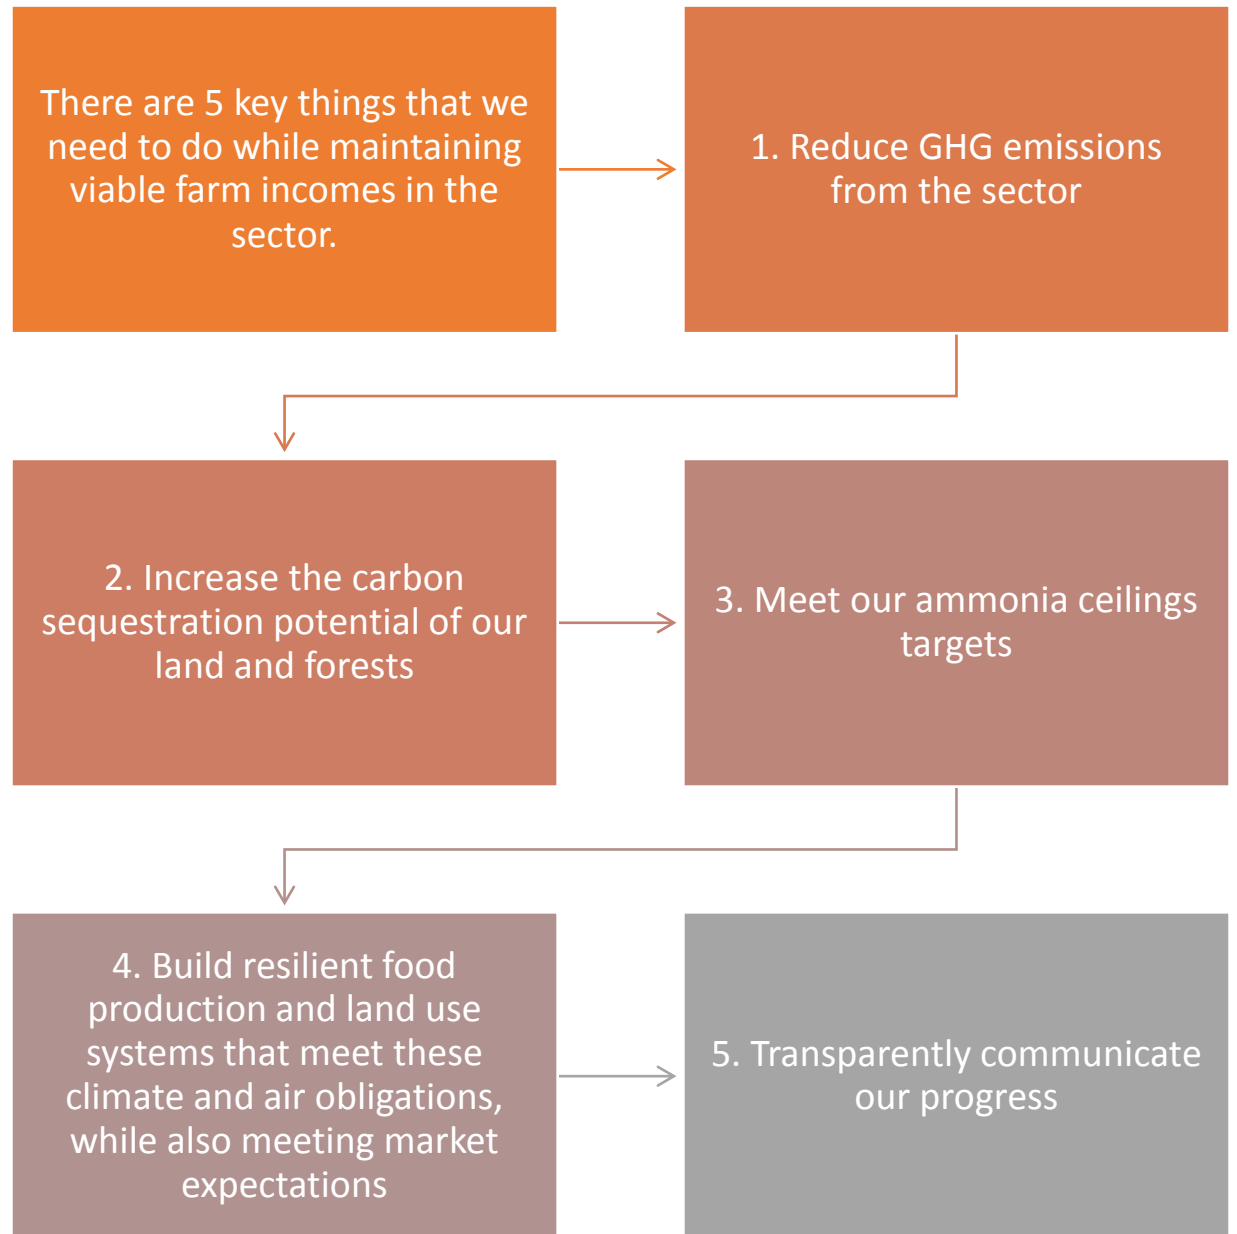 There are 5 key things that we
need to do while maintaining
viable farm incomes in the
sector.
1. Reduce GHG emissions
from the sector
2. Increase the carbon
sequestration potential of our
land and forests
3. Meet our ammonia ceilings
targets
4. Build resilient food
production and land use
systems that meet these
climate and air obligations,
while also meeting market
expectations
5. Transparently communicate
our progress